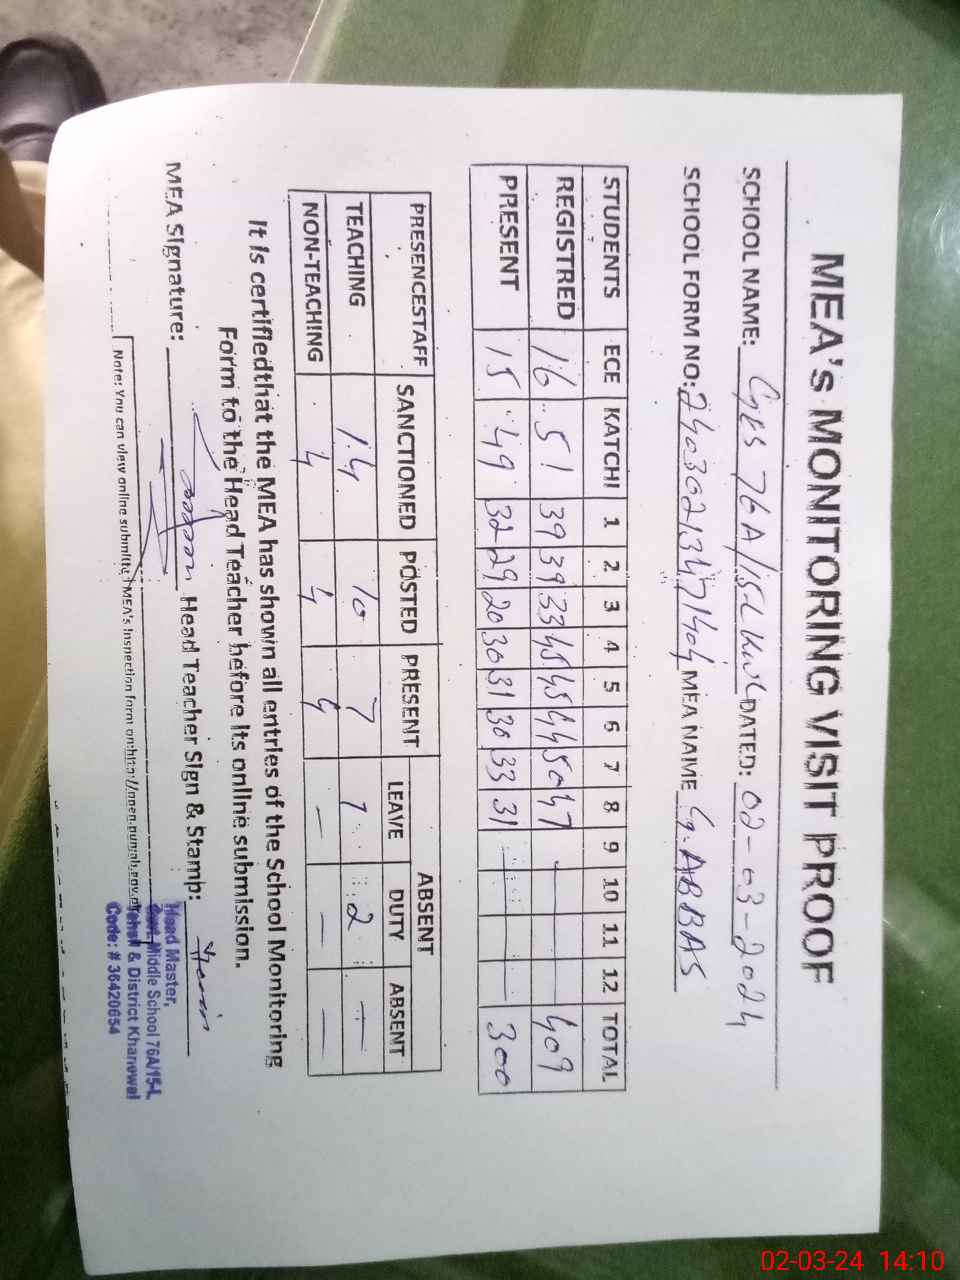 MEA's MONITORING VISIT PROOF
SCHOOL NAME: GES 76A/15-L KWL DATED: 02-03-2024
SCHOOL FORM NO: MEA NAME G. ABBAS
STUDENTS ECE KATCHI 1 2 3 4 5 6 7 8 9 10 11 12 TOTAL
REGISTRED 16 51 39 39 33 45 45 44 50 47 — — — — 409
PRESENT 15 49 32 29 20 30 31 30 33 31 — — — — 300
PRESENCESTAFF SANCTIONED POSTED PRESENT ABSENT
LEAVE DUTY ABSENT
TEACHING 14 10 7 1 2 —
NON-TEACHING 4 4 4 — — —
It is certifiedthat the MEA has shown all entries of the School Monitoring
Form to the Head Teacher before its online submission.
MEA Signature: Head Teacher Sign & Stamp:
Head Master,
Govt. Middle School 76A/15-L
Tehsil & District Khanewal
Code: # 36420654
Note: You can view online submitted MEA's inspection form on
02-03-24 14:10